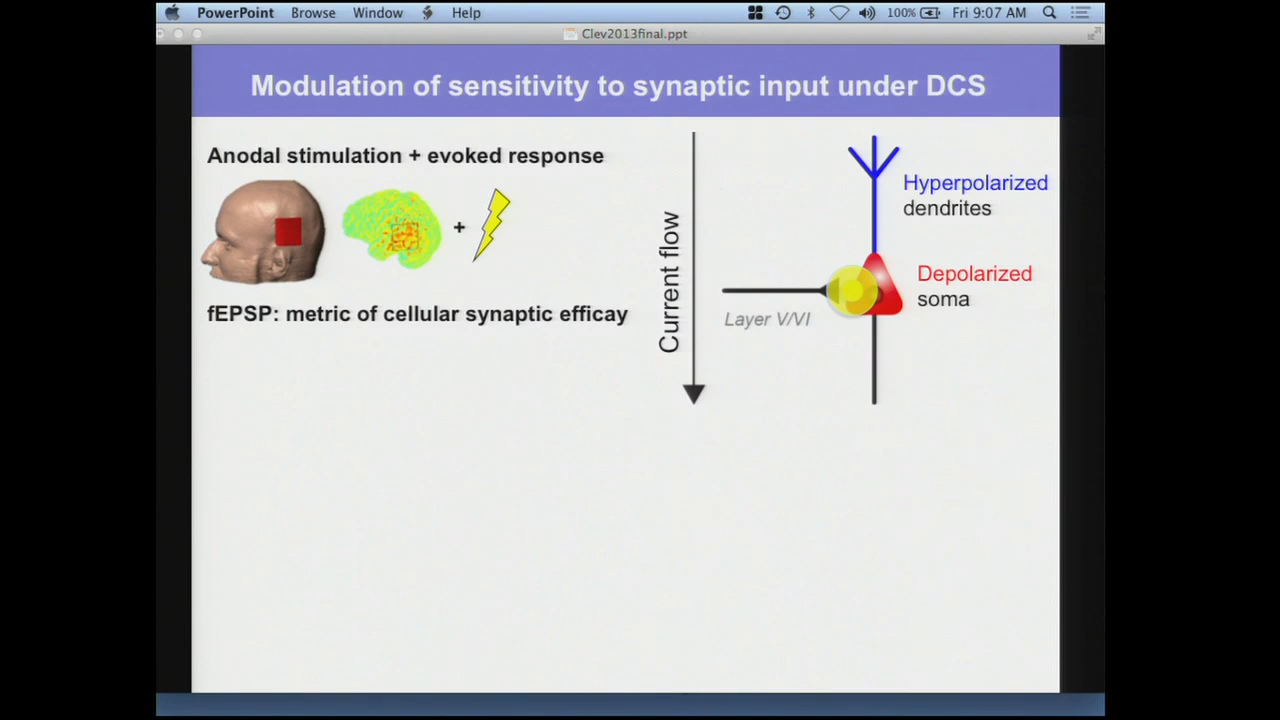 PowerPoint Browse Window Help 100% Fri 9:07 AM
Clev2013final.ppt
Modulation of sensitivity to synaptic input under DCS
Anodal stimulation + evoked response
+
fEPSP: metric of cellular synaptic efficay
Current flow
Hyperpolarized
dendrites
Depolarized
soma
Layer V/VI